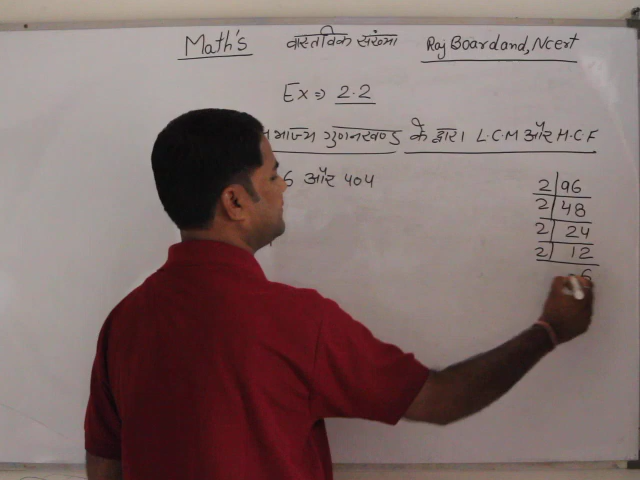 Math's वास्तविक संख्या Raj Board and, Ncert
Ex => 2.2
भाज्य गुणनखण्ड के द्वारा L.C.M और H.C.F
6 और 404
2 96
2 48
2 24
2 12
6